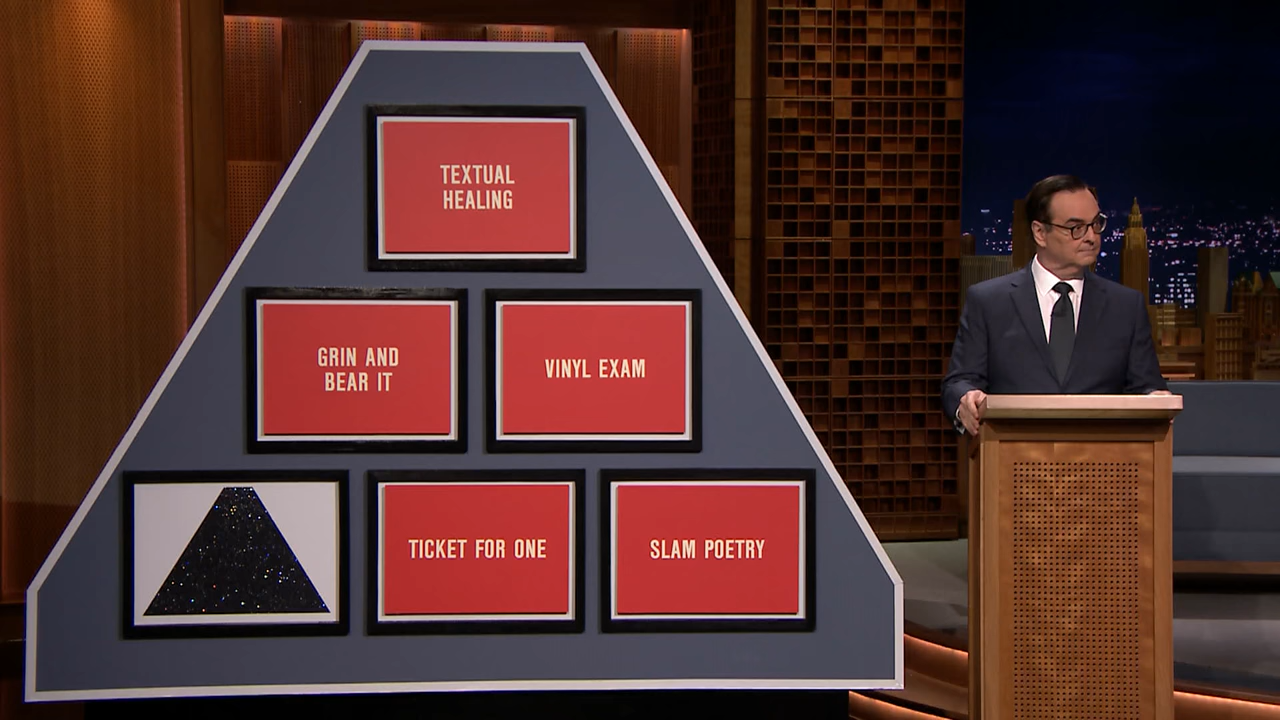 TEXTUAL
HEALING
GRIN AND
BEAR IT
VINYL EXAM
TICKET FOR ONE
SLAM POETRY